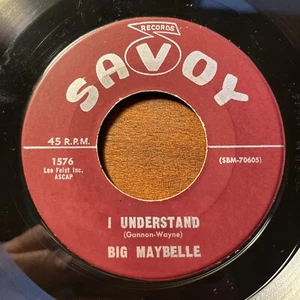 RECORDS
SAVOY
45 R.P.M.
1576
Leo Feist Inc.
ASCAP
(SBM-70605)
I UNDERSTAND
(Gannon-Wayne)
BIG MAYBELLE